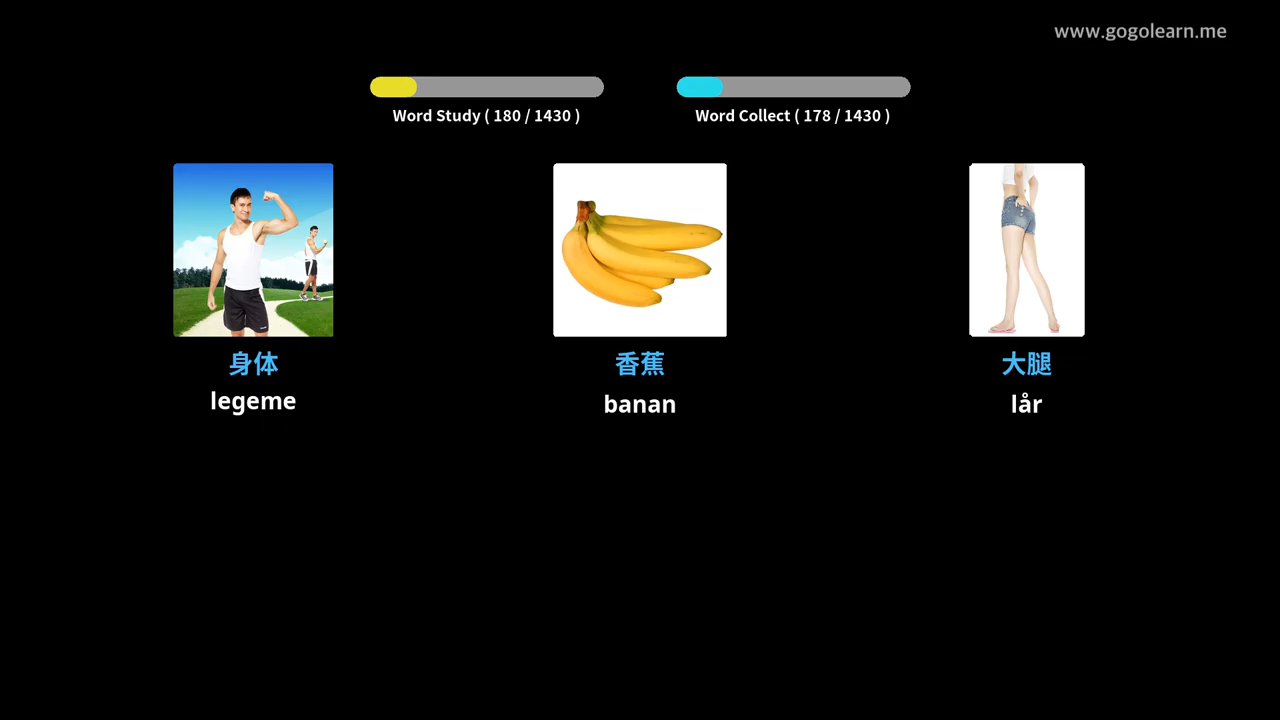 www.gogolearn.me
Word Study ( 180 / 1430 )
Word Collect ( 178 / 1430 )
身体
legeme
香蕉
banan
大腿
lår